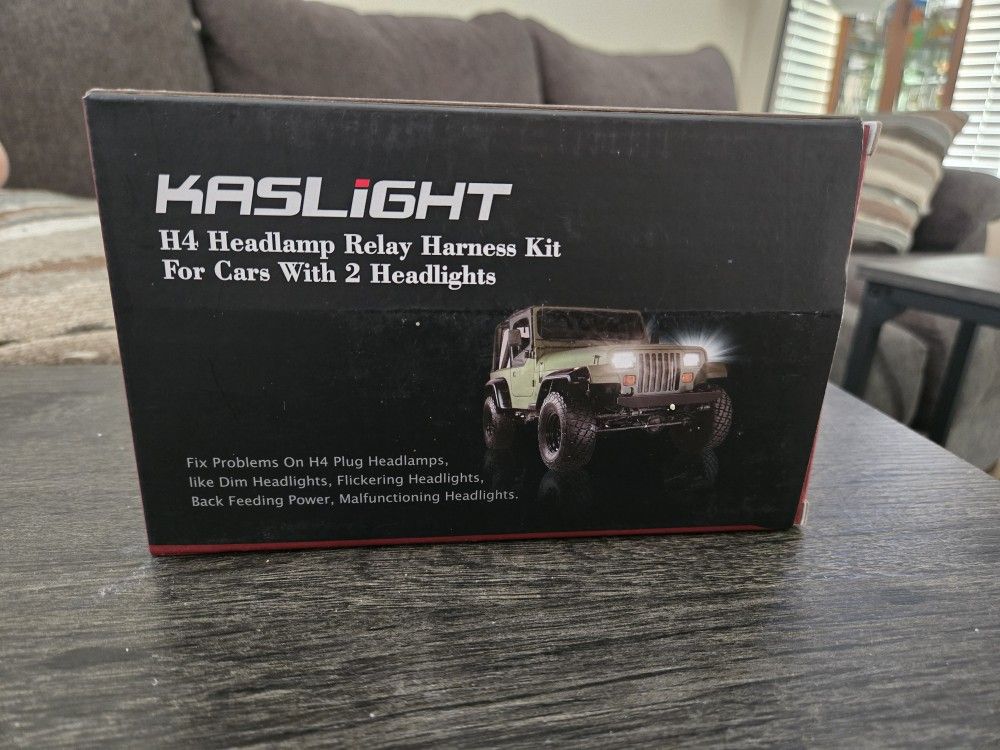 KASLiGHT
H4 Headlamp Relay Harness Kit
For Cars With 2 Headlights
Fix Problems On H4 Plug Headlamps,
like Dim Headlights, Flickering Headlights,
Back Feeding Power, Malfunctioning Headlights.